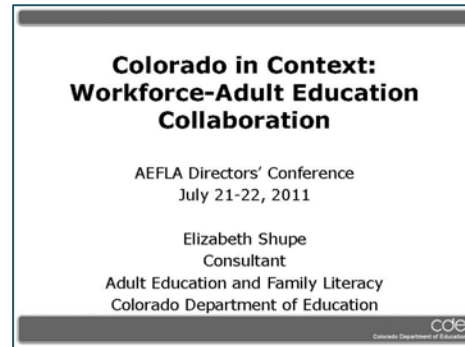 Colorado in Context:
Workforce-Adult Education
Collaboration
AEFLA Directors' Conference
July 21-22, 2011
Elizabeth Shupe
Consultant
Adult Education and Family Literacy
Colorado Department of Education
cde
Colorado Department of Education